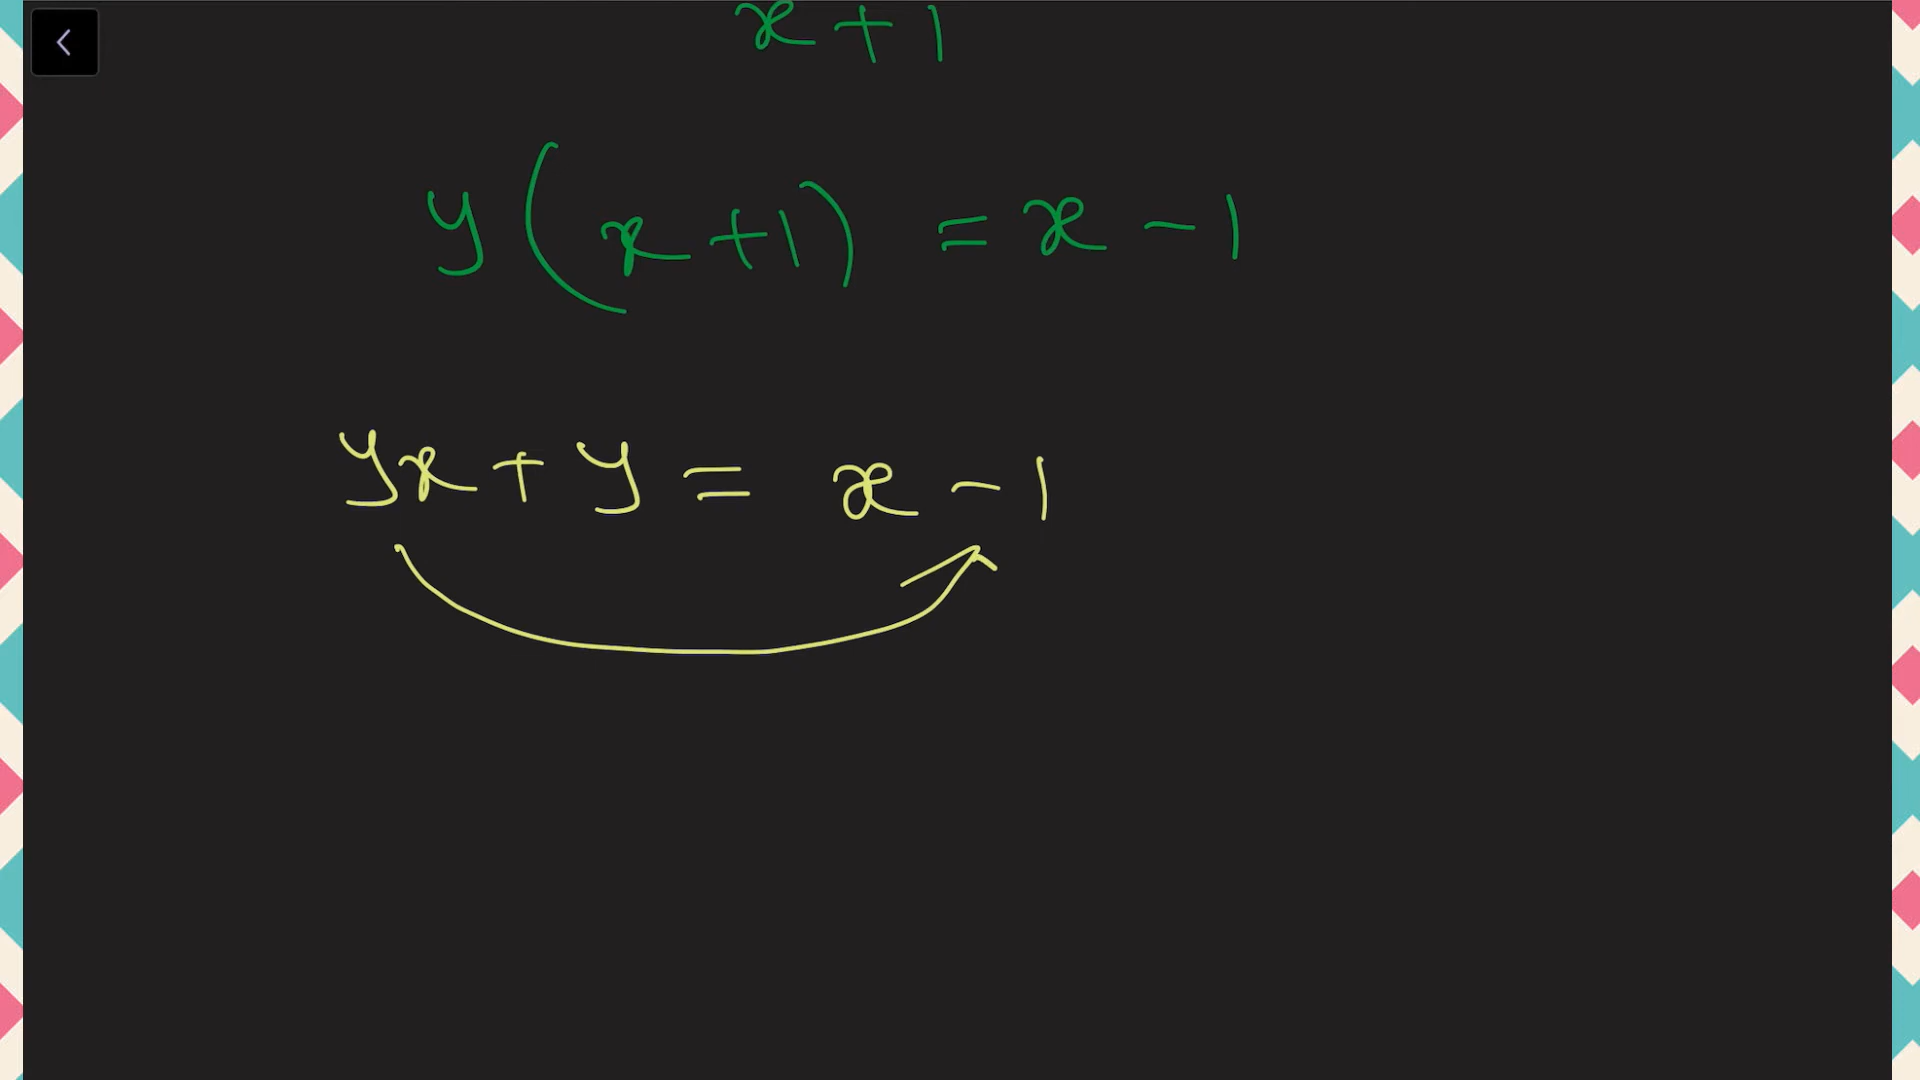 x + 1
y ( x + 1 ) = x - 1
yx + y = x - 1